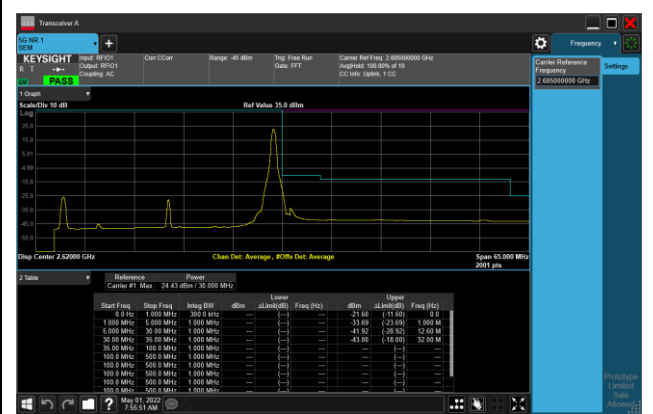 Transceiver A
5G NR 1
SEM
Frequency
KEYSIGHT
R T
PASS
Input: RFIO1
Output: RFIO1
Coupling: AC
Corr CCorr
Range: -45 dBm
Trig: Free Run
Gate: FFT
Carrier Ref Freq: 2.605000000 GHz
Avg|Hold: 100.00% of 10
CC Info: Uplink, 1 CC
Carrier Reference
Frequency
2.605000000 GHz
Settings
1 Graph
Scale/Div 10 dB
Ref Value 35.0 dBm
Log
25.0
15.0
5.01
-4.99
-15.0
-25.0
-35.0
-45.0
-55.0
Disp Center 2.62000 GHz
Chan Det: Average, #Offs Det: Average
Span 65.000 MHz
2001 pts
2 Table
Reference Power
Carrier #1 Max 24.43 dBm / 30.000 MHz
Lower Upper
Start Freq Stop Freq Integ BW dBm ΔLimit(dB) Freq (Hz) dBm ΔLimit(dB) Freq (Hz)
0.0 Hz 1.000 MHz 300.0 kHz --- (---) --- -21.60 (-11.60) 0.0
1.000 MHz 5.000 MHz 1.000 MHz --- (---) --- -33.69 (-23.69) 1.000 M
5.000 MHz 30.00 MHz 1.000 MHz --- (---) --- -41.92 (-28.92) 12.60 M
30.00 MHz 35.00 MHz 1.000 MHz --- (---) --- -43.00 (-18.00) 32.00 M
35.00 MHz 100.0 MHz 1.000 MHz --- (---) --- --- (---) ---
100.0 MHz 500.0 MHz 1.000 MHz --- (---) --- --- (---) ---
100.0 MHz 500.0 MHz 1.000 MHz --- (---) --- --- (---) ---
100.0 MHz 500.0 MHz 1.000 MHz --- (---) --- --- (---) ---
100.0 MHz 500.0 MHz 1.000 MHz --- (---) --- --- (---) ---
Prototype
Limited
Sale
Allowed
May 01, 2022
7:55:51 AM